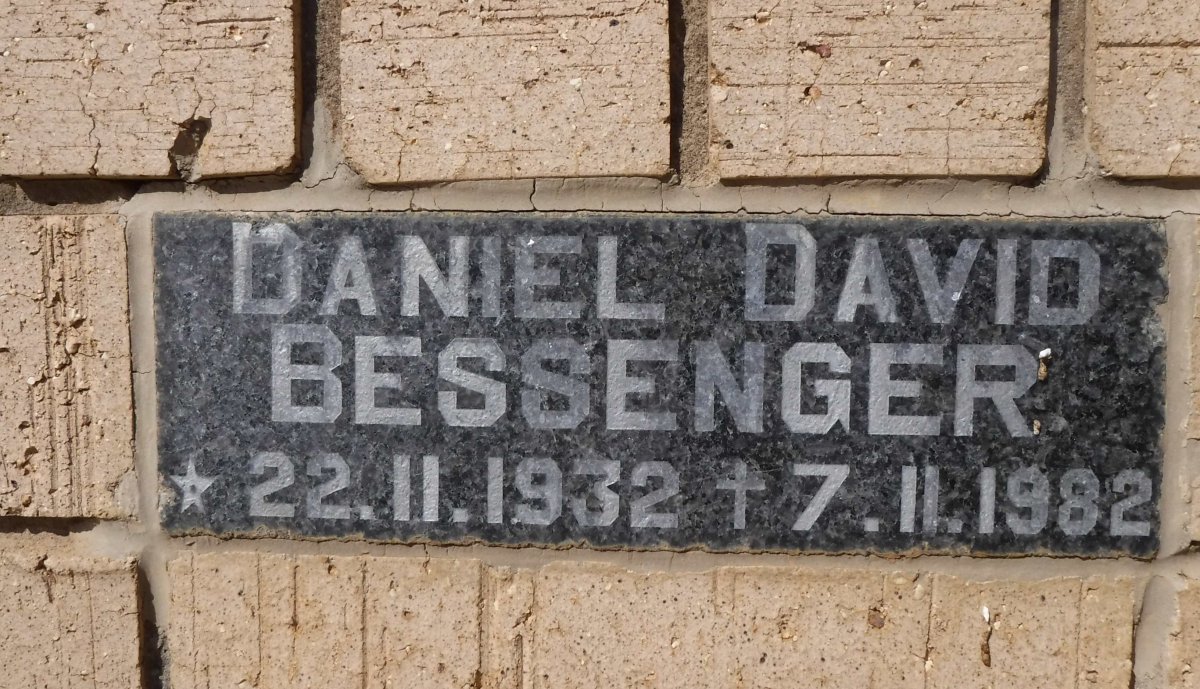 DANIEL DAVID
BESSENGER
☆ 22.11.1932 † 7.11.1982